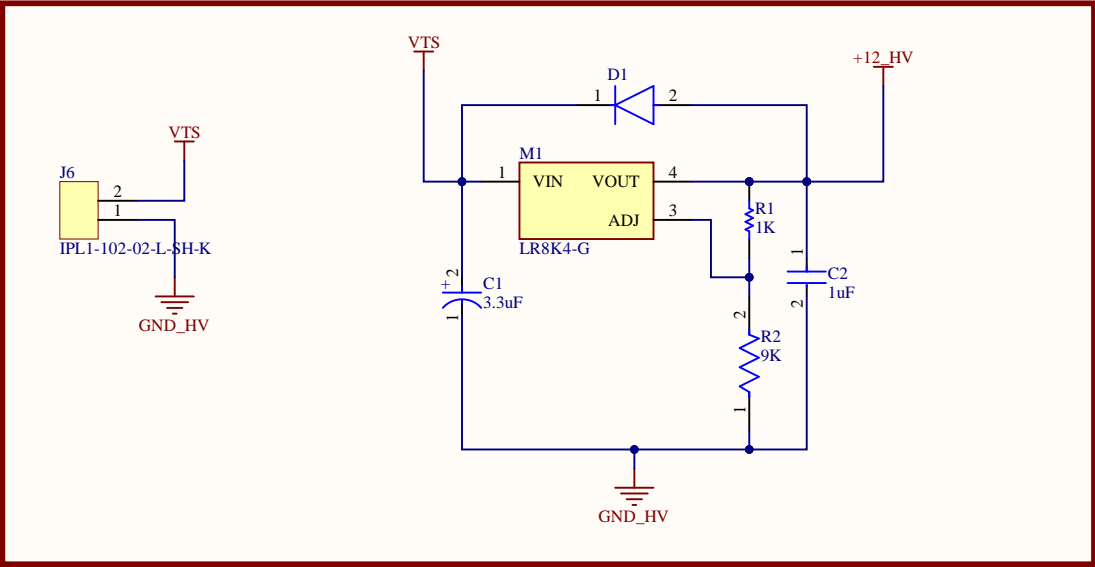 VTS
J6
2
1
IPL1-102-02-L-SH-K
GND_HV
VTS
+12_HV
D1
1
2
M1
1
VIN
VOUT
4
ADJ
3
LR8K4-G
R1
1K
+
2
C1
3.3uF
1
1
C2
1uF
2
2
R2
9K
1
GND_HV